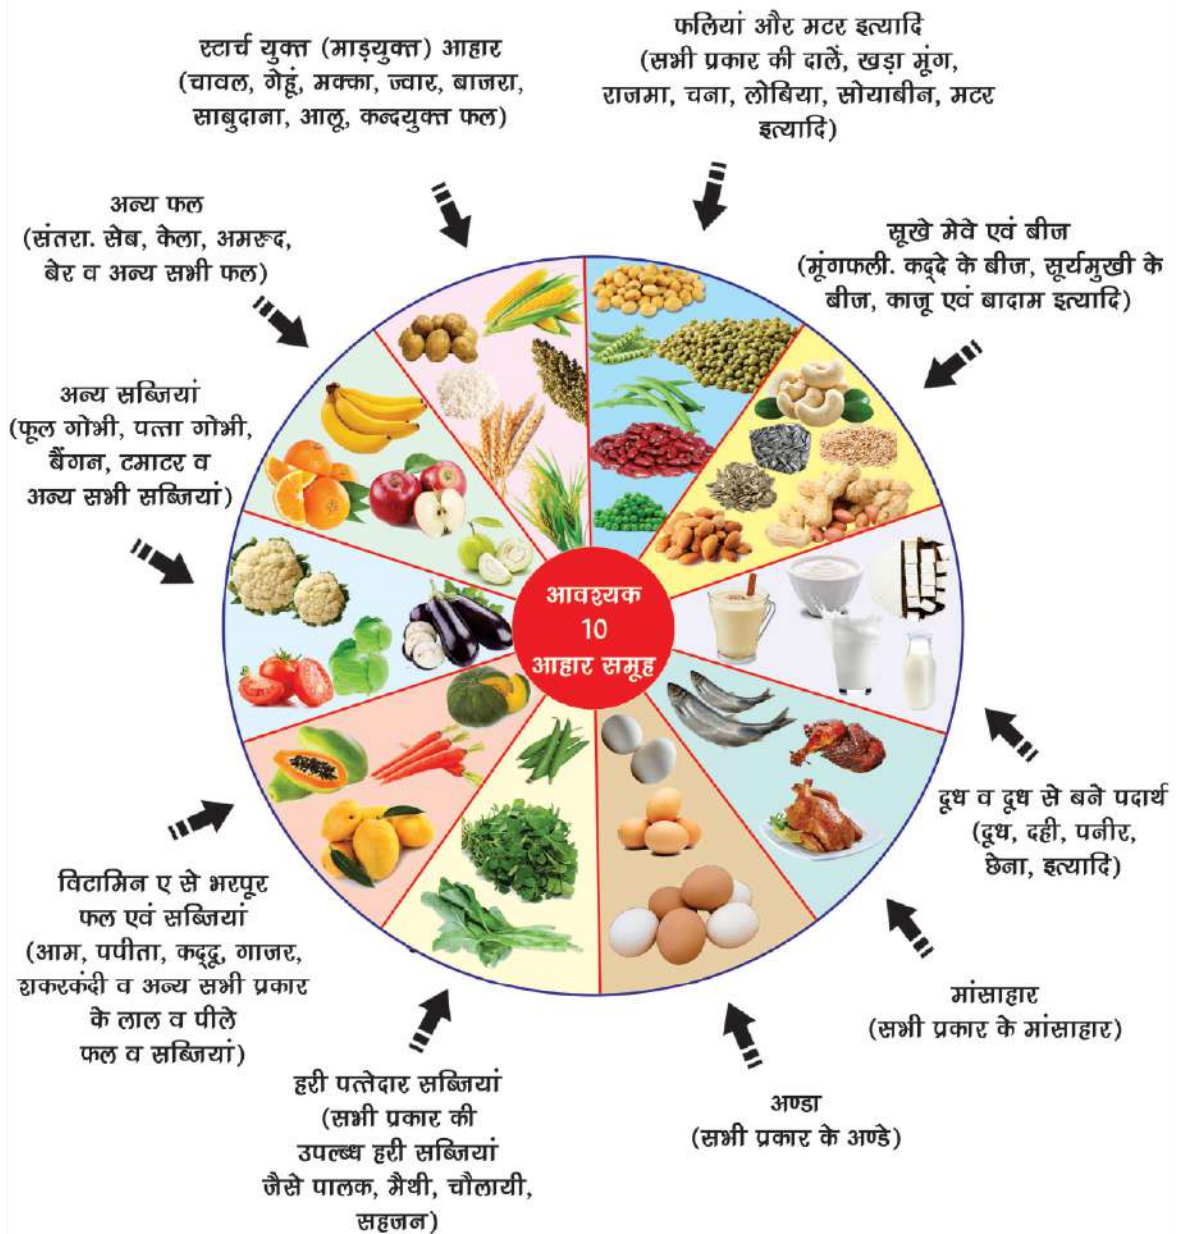 स्टार्च युक्त (माड़युक्त) आहार
(चावल, गेहूं, मक्का, ज्वार, बाजरा,
साबुदाना, आलू, कन्दयुक्त फल)
फलियां और मटर इत्यादि
(सभी प्रकार की दालें, खड़ा मूंग,
राजमा, चना, लोबिया, सोयाबीन, मटर
इत्यादि)
सूखे मेवे एवं बीज
(मूंगफली. कद्दे के बीज, सूर्यमुखी के
बीज, काजू एवं बादाम इत्यादि)
दूध व दूध से बने पदार्थ
(दूध, दही, पनीर,
छेना, इत्यादि)
मांसाहार
(सभी प्रकार के मांसाहार)
अण्डा
(सभी प्रकार के अण्डे)
हरी पत्तेदार सब्जियां
(सभी प्रकार की
उपल्ब्ध हरी सब्जियां
जैसे पालक, मैथी, चौलायी,
सहजन)
विटामिन ए से भरपूर
फल एवं सब्जियां
(आम, पपीता, कद्दू, गाजर,
शकरकंदी व अन्य सभी प्रकार
के लाल व पीले
फल व सब्जियां)
अन्य सब्जियां
(फूल गोभी, पत्ता गोभी,
बैंगन, टमाटर व
अन्य सभी सब्जियां)
अन्य फल
(संतरा. सेब, केला, अमरूद,
बेर व अन्य सभी फल)
आवश्यक
10
आहार समूह